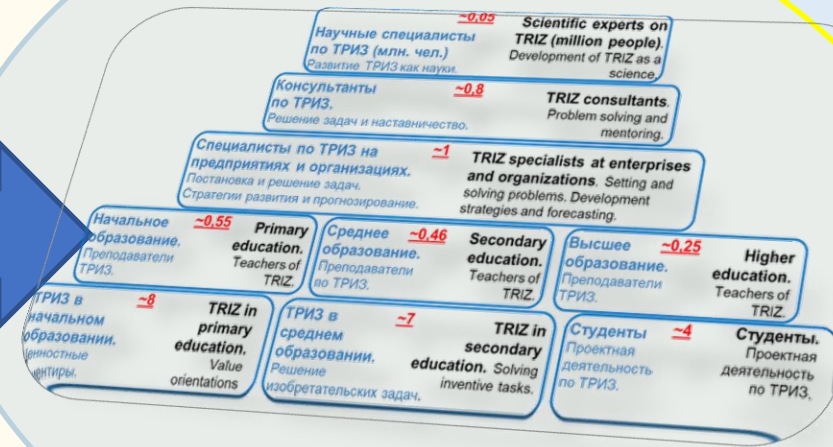 Научные специалисты
по ТРИЗ (млн. чел.)
Развитие ТРИЗ как науки.
~0,05
Scientific experts on
TRIZ (million people).
Development of TRIZ as a
science.
Консультанты
по ТРИЗ.
Решение задач и наставничество.
~0,8
TRIZ consultants.
Problem solving and
mentoring.
Специалисты по ТРИЗ на
предприятиях и организациях.
Постановка и решение задач.
Стратегии развития и прогнозирование.
~1
TRIZ specialists at enterprises
and organizations. Setting and
solving problems. Development
strategies and forecasting.
Начальное
образование.
Преподаватели
ТРИЗ.
~0,55
Primary
education.
Teachers of
TRIZ.
Среднее
образование.
Преподаватели
по ТРИЗ.
~0,46
Secondary
education.
Teachers of
TRIZ.
Высшее
образование.
Преподаватели
ТРИЗ.
~0,25
Higher
education.
Teachers of
TRIZ.
ТРИЗ в
начальном
образовании.
~8
TRIZ in
primary
education.
Value
orientations
ТРИЗ в
среднем
образовании.
Решение
изобретательских задач.
~7
TRIZ in
secondary
education. Solving
inventive tasks.
Студенты
Проектная
деятельность
по ТРИЗ.
~4
Студенты.
Проектная
деятельность
по ТРИЗ.